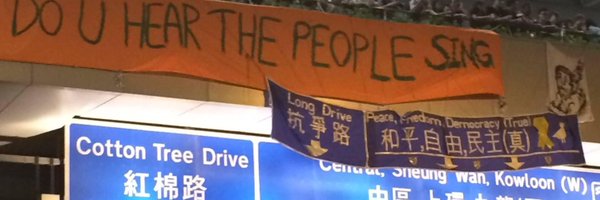 DO U HEAR THE PEOPLE SING
Long Drive
抗爭路
Peace, Freedom, Democracy (True)
和平,自由,民主(真)
Cotton Tree Drive
紅棉路
Central, Sheung Wan, Kowloon (W)